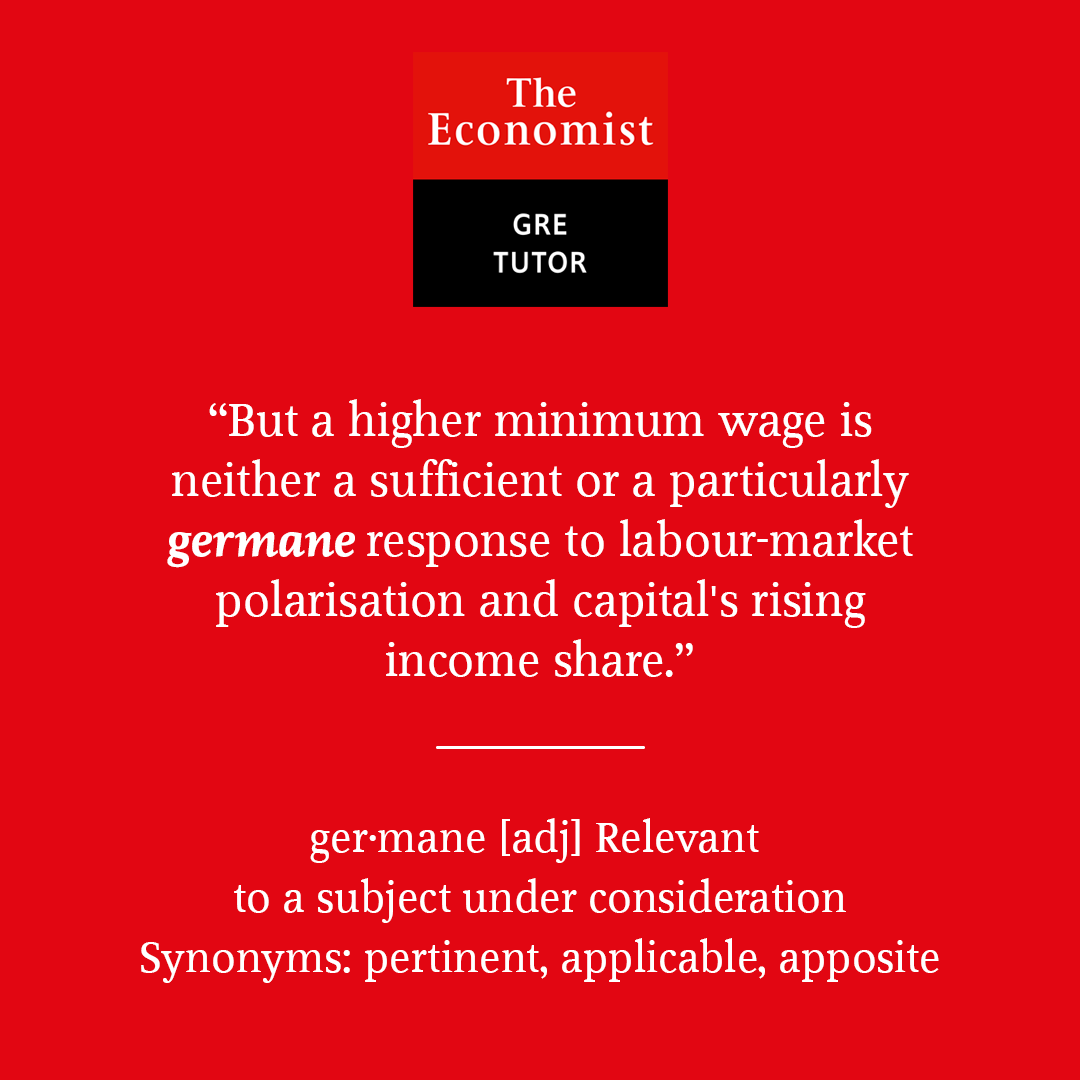 The
Economist
GRE
TUTOR
“But a higher minimum wage is
neither a sufficient or a particularly
germane response to labour-market
polarisation and capital's rising
income share.”
ger·mane [adj] Relevant
to a subject under consideration
Synonyms: pertinent, applicable, apposite